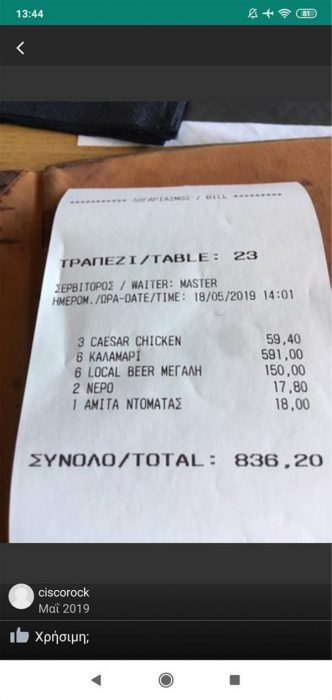 13:44
81
********** ΛΟΓΑΡΙΑΣΜΟΣ / BILL **********
ΤΡΑΠΕΖΙ/TABLE: 23
ΣΕΡΒΙΤΟΡΟΣ / WAITER: MASTER
ΗΜΕΡΟΜ./ΩΡΑ-DATE/TIME: 18/05/2019 14:01
3 CAESAR CHICKEN 59,40
6 ΚΑΛΑΜΑΡΙ 591,00
6 LOCAL BEER ΜΕΓΑΛΗ 150,00
2 ΝΕΡΟ 17,80
1 ΑΜΙΤΑ ΝΤΟΜΑΤΑΣ 18,00
ΣΥΝΟΛΟ/TOTAL: 836,20
ciscorock
Μαΐ 2019
Χρήσιμη;